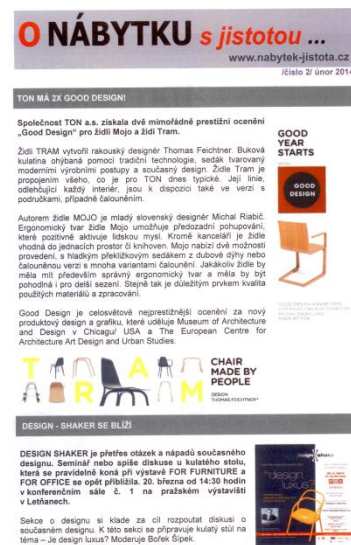 O NÁBYTKU s jistotou ...
www.nabytek-jistota.cz
/číslo 2/ únor 2014
TON MÁ 2X GOOD DESIGN!
Společnost TON a.s. získala dvě mimořádně prestižní ocenění
„Good Design“ pro židli Mojo a židi Tram.
Židli TRAM vytvořil rakouský designér Thomas Feichtner. Buková
kulatina ohýbaná pomocí tradiční technologie, sedák tvarovaný
moderními výrobními postupy a současný design. Židle Tram je
propojením všeho, co je pro TON dnes typické. Její linie,
odlehčující každý interiér, jsou k dispozici také ve verzi s
područkami, případně čalouněním.
Autorem židle MOJO je mladý slovenský designér Michal Riabič.
Ergonomický tvar židle Mojo umožňuje předozadní pohupování,
které pozitivně aktivuje lidskou mysl. Kromě kanceláří je židle
vhodná do jednacích prostor či knihoven. Mojo nabízí dvě možnosti
provedení, s hladkým překližkovým sedákem z dubové dýhy nebo
čalouněnou verzi s mnoha variantami čalounění. Jakákoliv židle by
měla mít především správný ergonomický tvar a měla by být
pohodlná i pro delší sezení. Stejně tak je důležitým prvkem kvalita
použitých materiálů a zpracování.
Good Design je celosvětově nejprestižnější ocenění za nový
produktový design a grafiku, které uděluje Museum of Architecture
and Design v Chicagu/ USA a The European Centre for
Architecture Art Design and Urban Studies.
GOOD
YEAR
STARTS
GOOD
DESIGN
T R A M
CHAIR
MADE BY
PEOPLE
DESIGN
THOMAS FEICHTNER
DESIGN - SHAKER SE BLÍŽÍ
DESIGN SHAKER je přetřes otázek a nápadů současného
designu. Seminář nebo spíše diskuse u kulatého stolu,
která se pravidelně koná při výstavě FOR FURNITURE a
FOR OFFICE se opět přiblížila. 20. března od 14:30 hodin
v konferenčním sále č. 1 na pražském výstavišti
v Letňanech.
Sekce o designu si klade za cíl rozpoutat diskusi o
současném designu. K této sekci se připravuje kulatý stůl na
téma – Je design luxus? Moderuje Bořek Šípek.
shaker
"design
luxus"